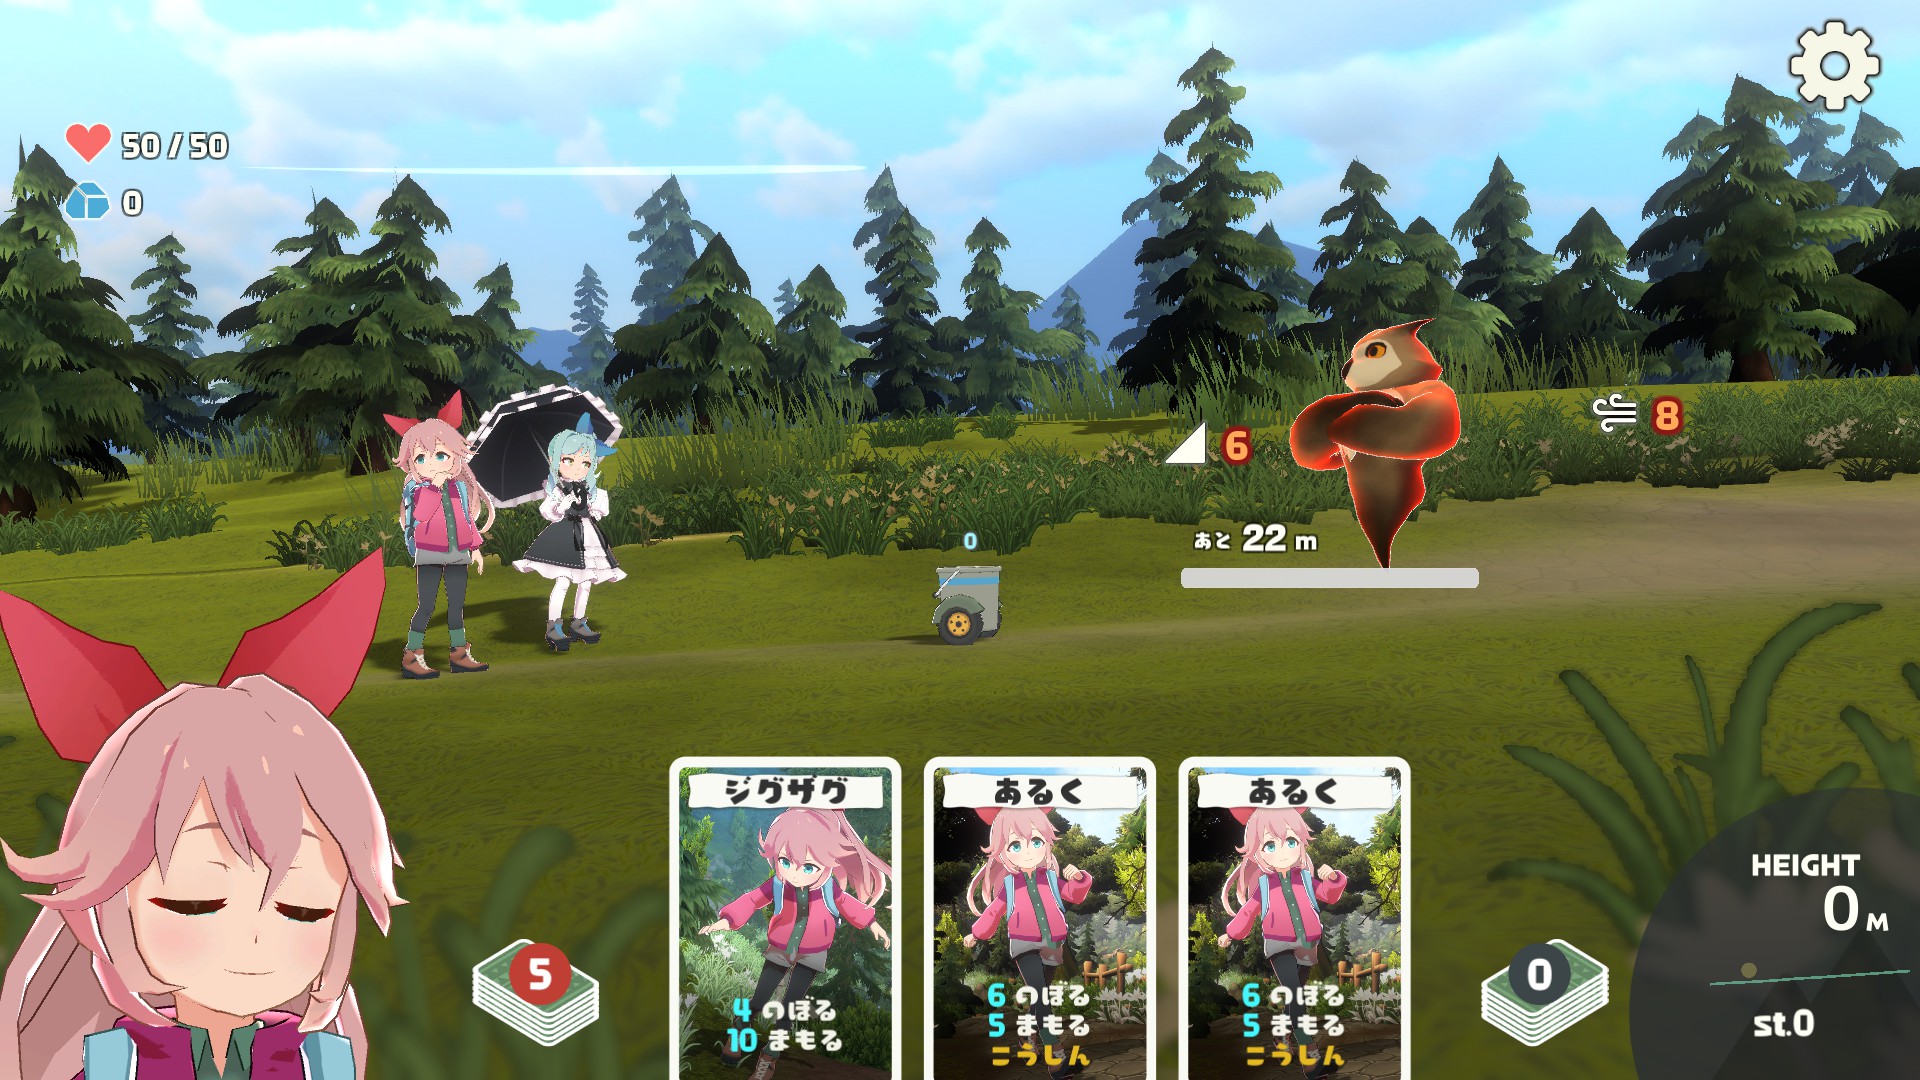 50 / 50
0
8
6
あと 22 m
0
ジグザグ
4 のぼる
10 まもる
あるく
6 のぼる
5 まもる
こうしん
あるく
6 のぼる
5 まもる
こうしん
5
0
HEIGHT
0 M
st.0